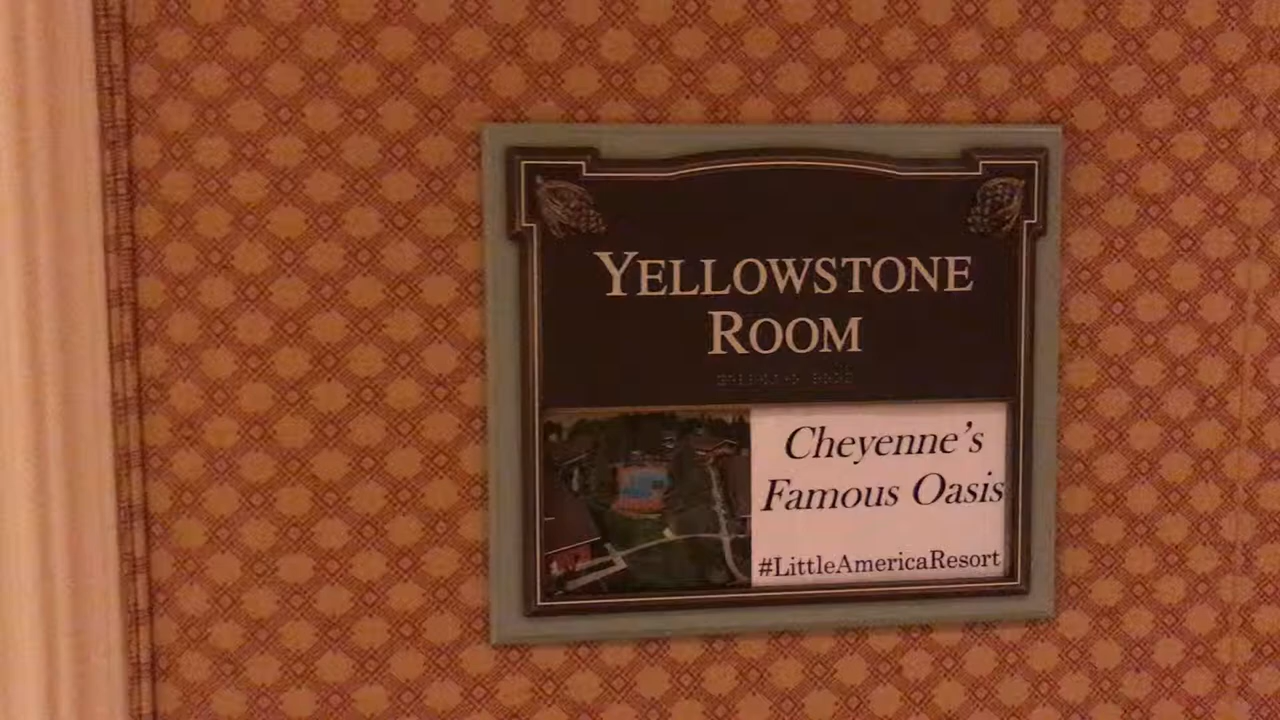 YELLOWSTONE
ROOM
Cheyenne's
Famous Oasis
#LittleAmericaResort